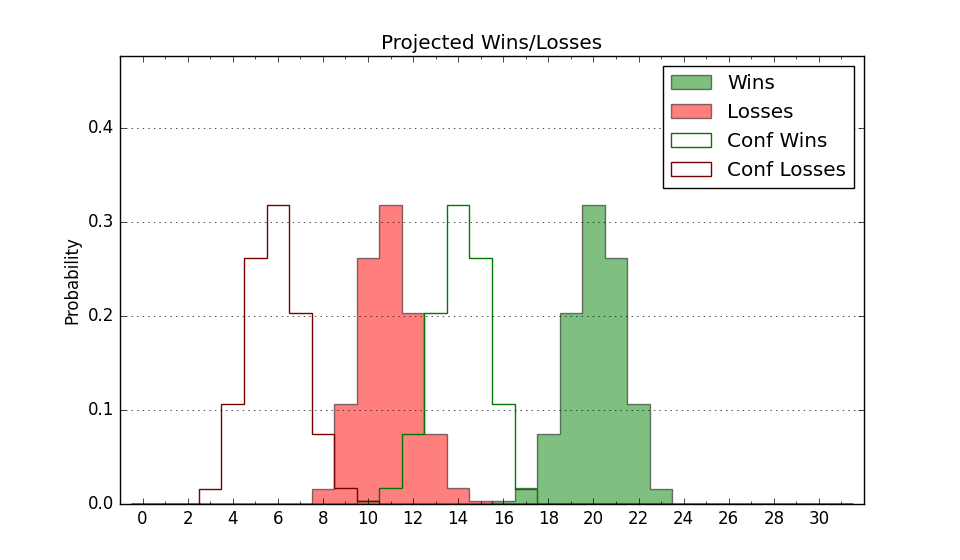 Projected Wins/Losses
Wins
Losses
Conf Wins
Conf Losses
Probability
0.4
0.3
0.2
0.1
0.0
0 2 4 6 8 10 12 14 16 18 20 22 24 26 28 30